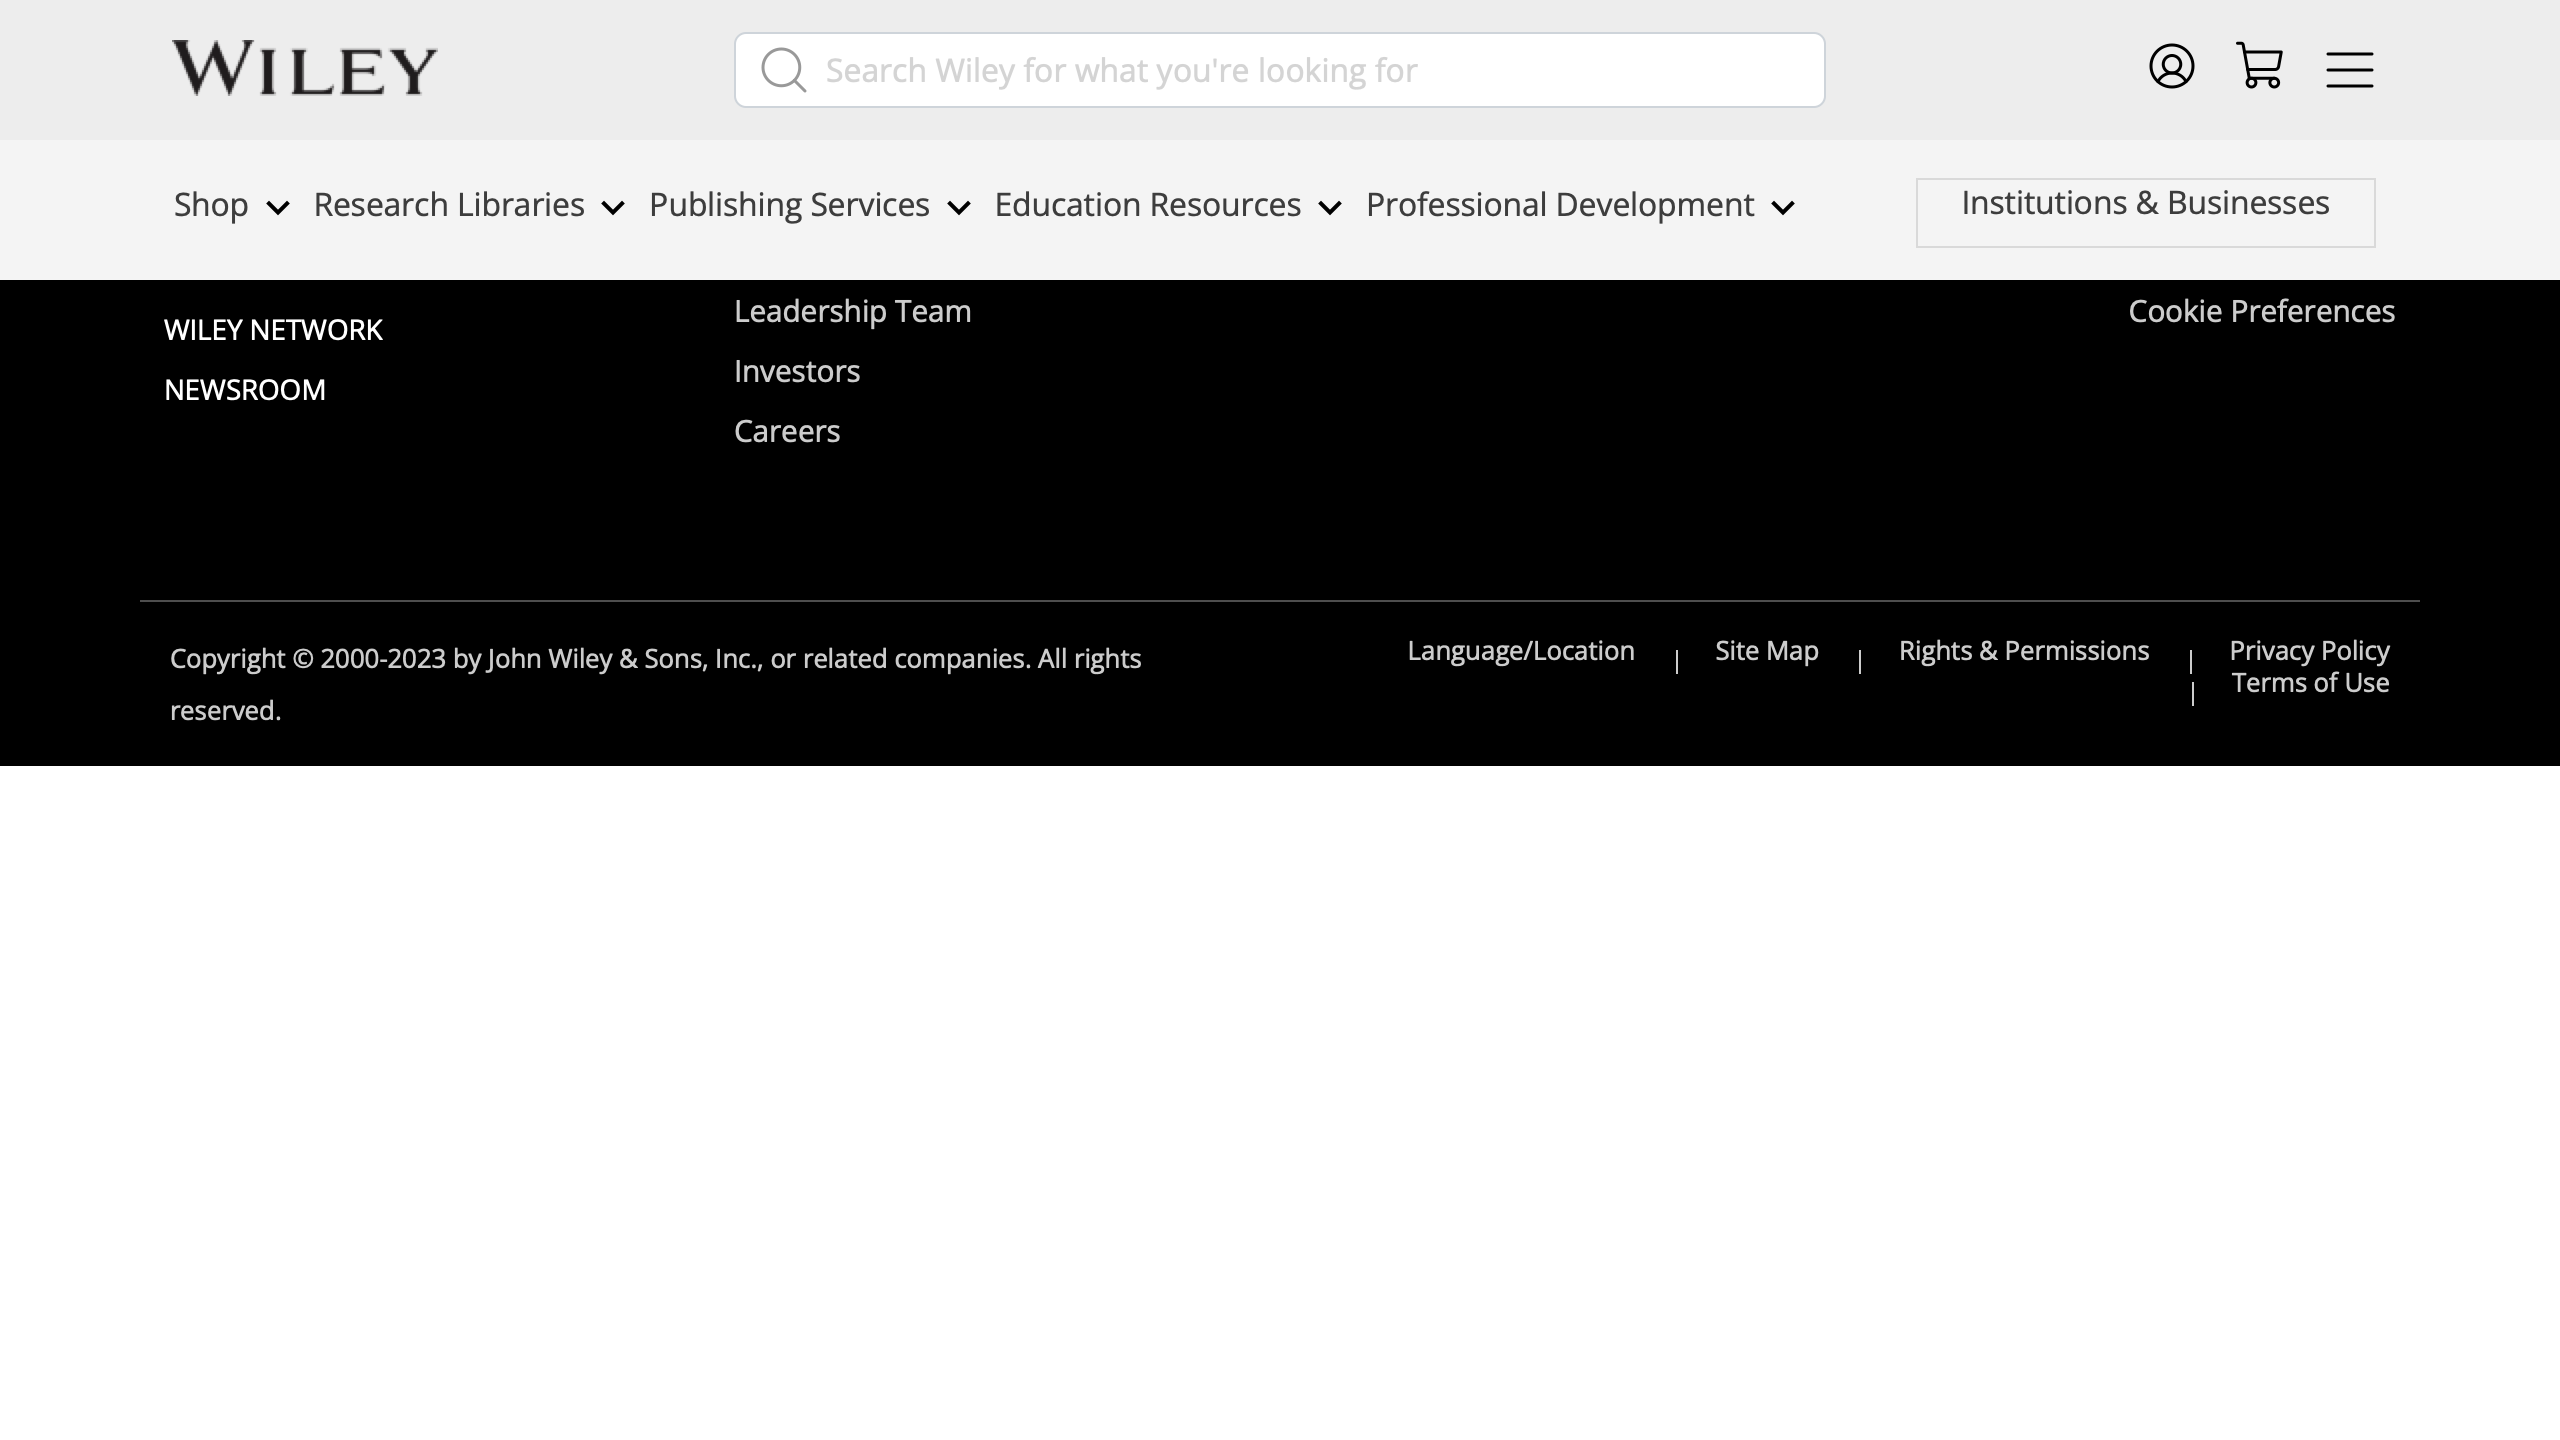 WILEY
Search Wiley for what you're looking for
Shop
Research Libraries
Publishing Services
Education Resources
Professional Development
Institutions & Businesses
WILEY NETWORK
NEWSROOM
Leadership Team
Investors
Careers
Cookie Preferences
Copyright © 2000-2023 by John Wiley & Sons, Inc., or related companies. All rights
reserved.
Language/Location
Site Map
Rights & Permissions
Privacy Policy
Terms of Use